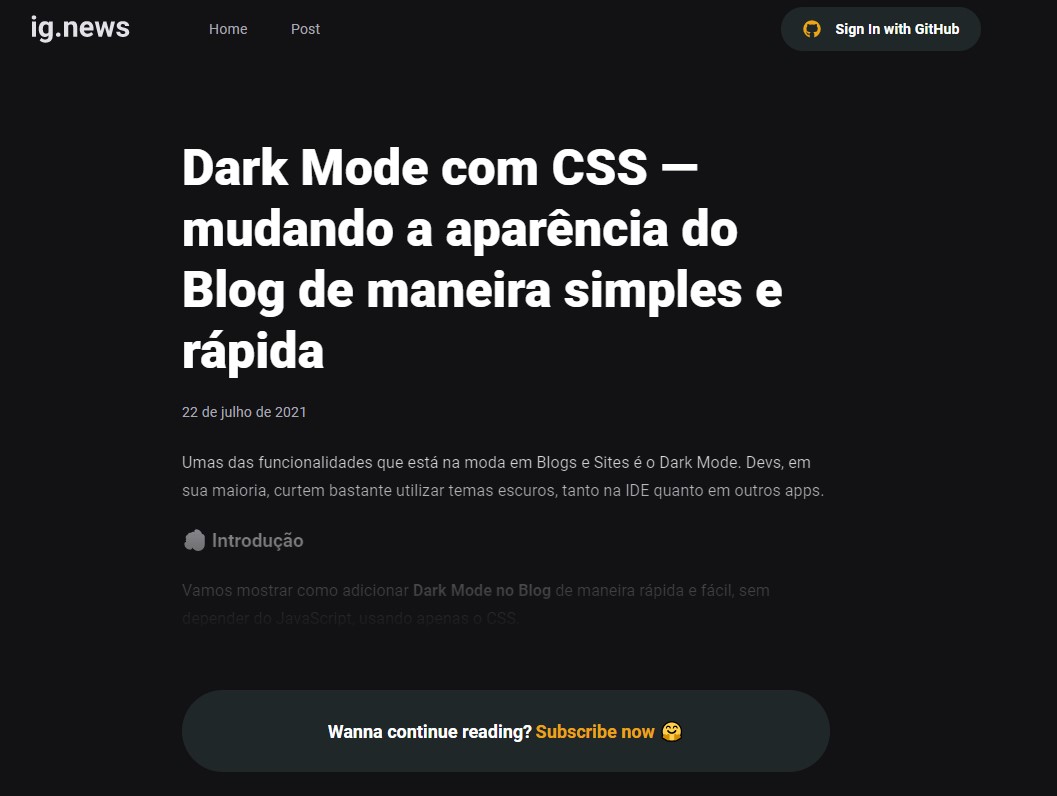 ig.news
Home
Post
Sign In with GitHub
Dark Mode com CSS —
mudando a aparência do
Blog de maneira simples e
rápida
22 de julho de 2021
Umas das funcionalidades que está na moda em Blogs e Sites é o Dark Mode. Devs, em
sua maioria, curtem bastante utilizar temas escuros, tanto na IDE quanto em outros apps.
Introdução
Vamos mostrar como adicionar Dark Mode no Blog de maneira rápida e fácil, sem
depender do JavaScript, usando apenas o CSS.
Wanna continue reading? Subscribe now 🤗